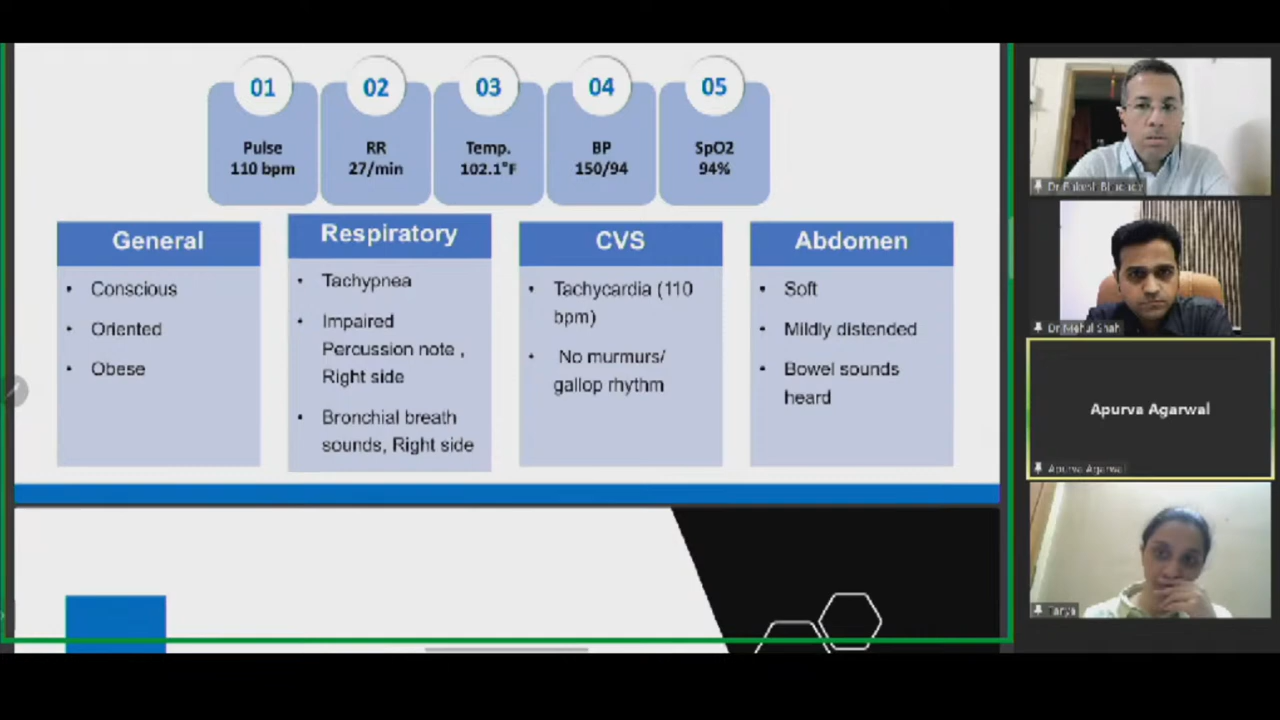 01
02
03
04
05
Pulse
110 bpm
RR
27/min
Temp.
102.1°F
BP
150/94
SpO2
94%
General
• Conscious
• Oriented
• Obese
Respiratory
• Tachypnea
• Impaired
Percussion note ,
Right side
• Bronchial breath
sounds, Right side
CVS
• Tachycardia (110
bpm)
• No murmurs/
gallop rhythm
Abdomen
• Soft
• Mildly distended
• Bowel sounds
heard
Dr
Dr Mehul Shah
Apurva Agarwal
Apurva Agarwal